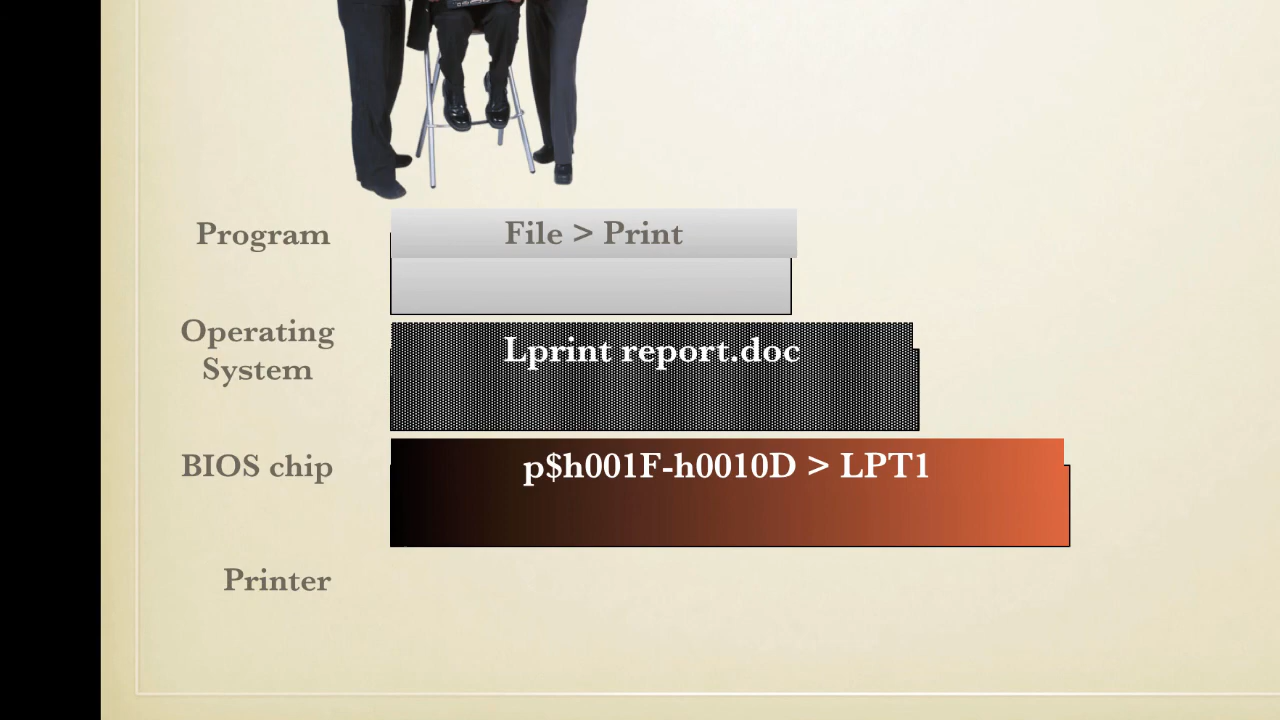 Program
File > Print
Operating
System
Lprint report.doc
BIOS chip
p$h001F-h0010D > LPT1
Printer